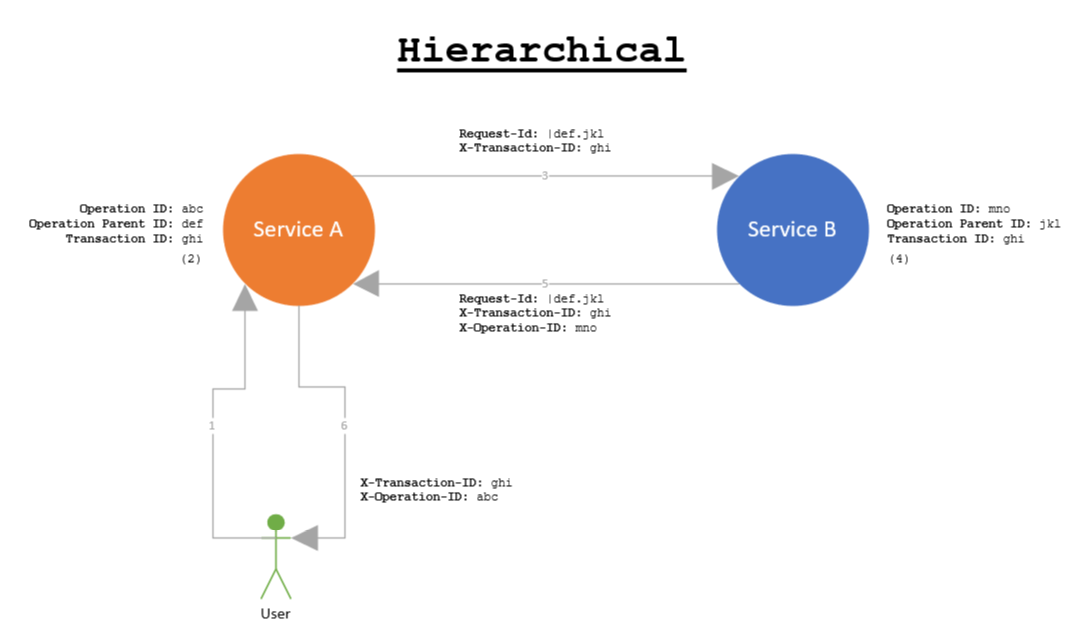 Hierarchical
Request-Id: |def.jkl
X-Transaction-ID: ghi
3
Operation ID: abc
Operation Parent ID: def
Transaction ID: ghi
(2)
Service A
Service B
Operation ID: mno
Operation Parent ID: jkl
Transaction ID: ghi
(4)
5
Request-Id: |def.jkl
X-Transaction-ID: ghi
X-Operation-ID: mno
1
6
X-Transaction-ID: ghi
X-Operation-ID: abc
User